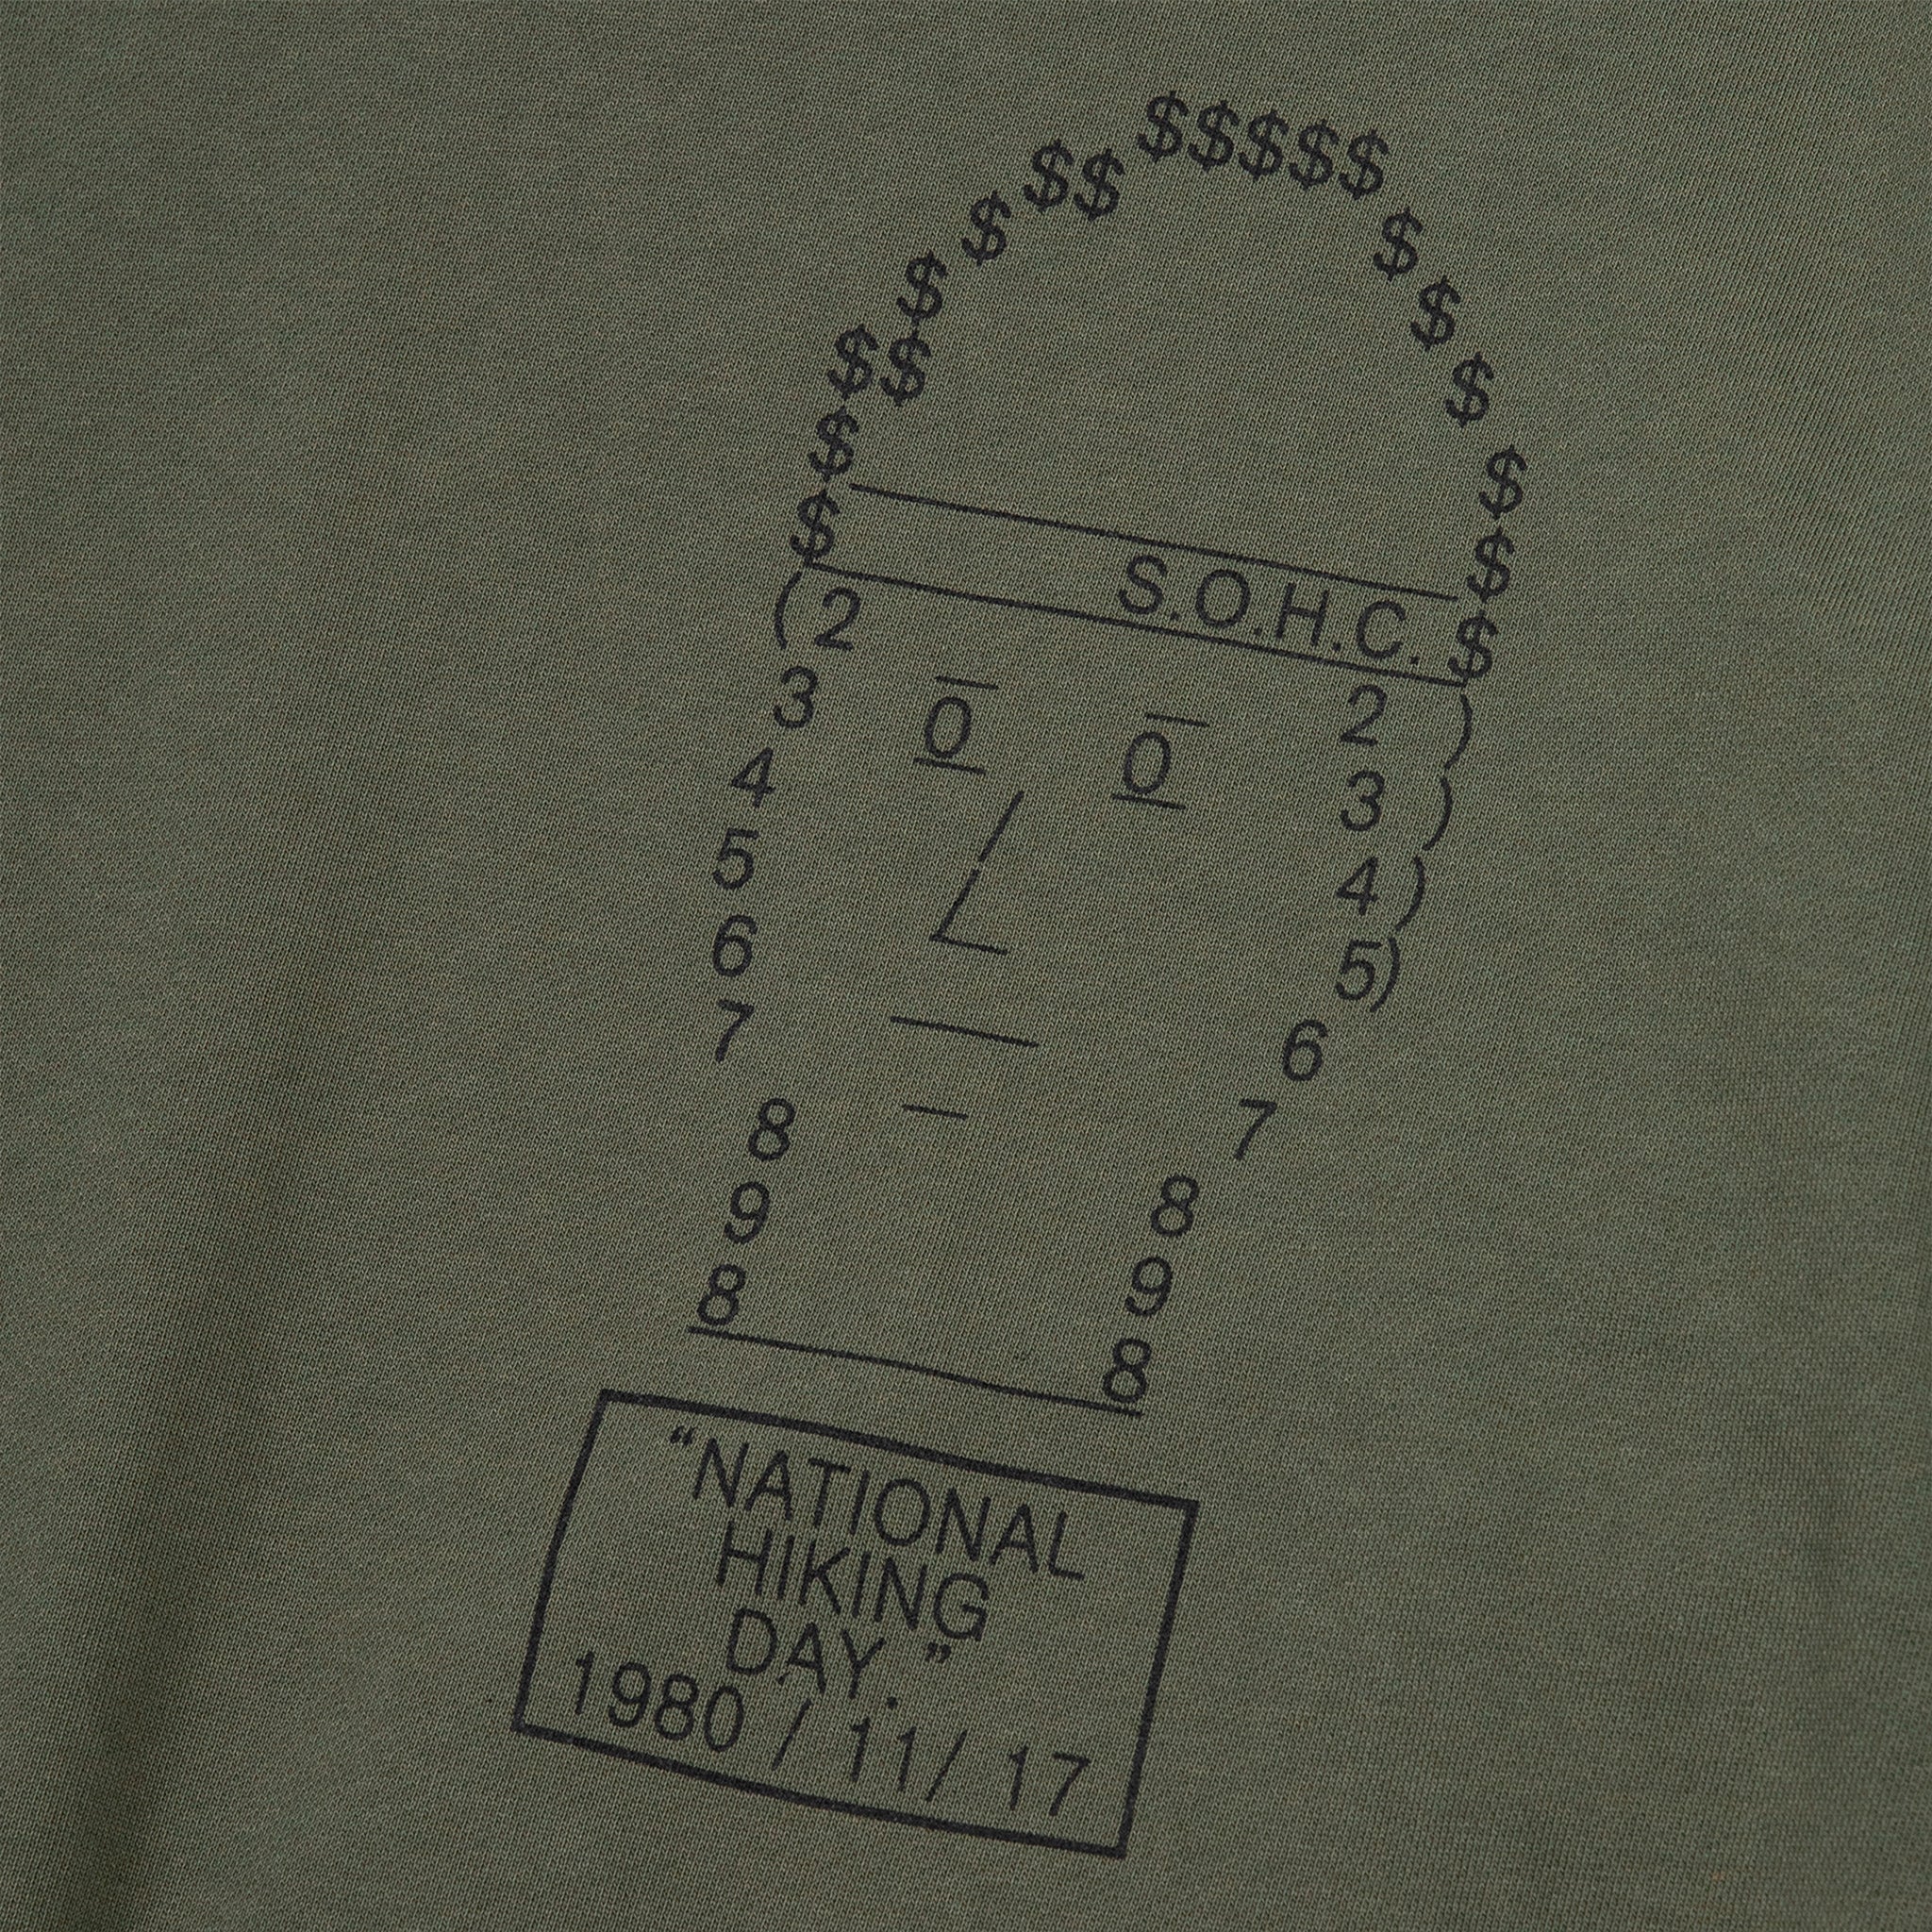 $$$$$
$$ $
$ $
$ $
$$ $
$ $
$ S.O.H.C. $
(2 2 )
3 0 0 3 )
4 4 )
5 5)
6 6
7 7
8 8
9 9
8 8
“NATIONAL
HIKING
DAY.”
1980 / 11/ 17